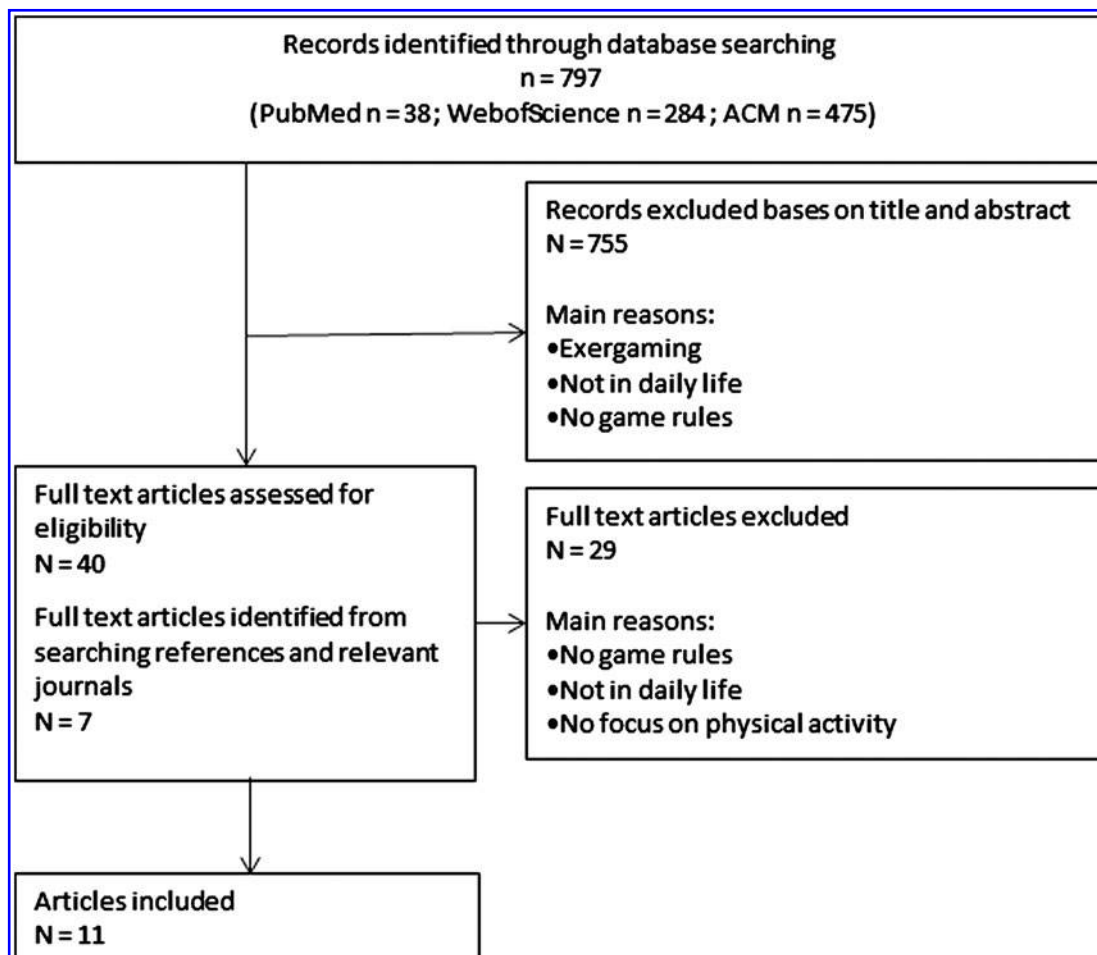 Records identified through database searching
n = 797
(PubMed n = 38; WebofScience n = 284; ACM n = 475)
Records excluded bases on title and abstract
N = 755
Main reasons:
•Exergaming
•Not in daily life
•No game rules
Full text articles assessed for
eligibility
N = 40
Full text articles identified from
searching references and relevant
journals
N = 7
Full text articles excluded
N = 29
Main reasons:
•No game rules
•Not in daily life
•No focus on physical activity
Articles included
N = 11